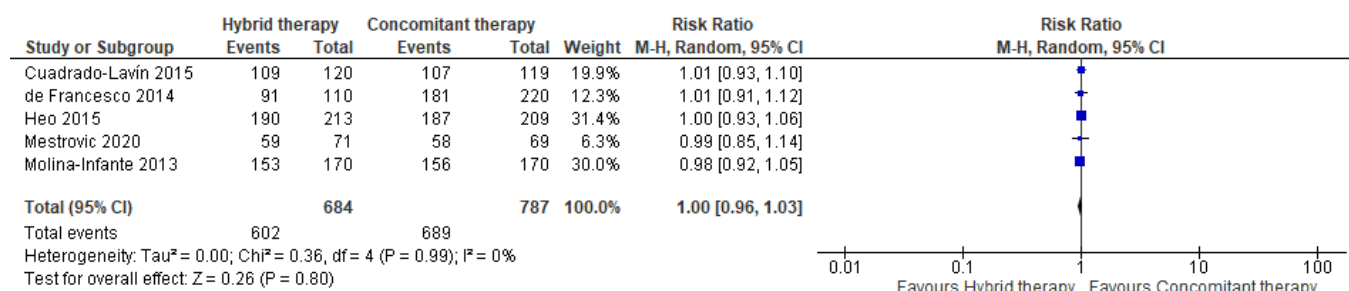 Hybrid therapy Concomitant therapy Risk Ratio Risk Ratio
Study or Subgroup Events Total Events Total Weight M-H, Random, 95% CI M-H, Random, 95% CI
Cuadrado-Lavín 2015 109 120 107 119 19.9% 1.01 [0.93, 1.10]
de Francesco 2014 91 110 181 220 12.3% 1.01 [0.91, 1.12]
Heo 2015 190 213 187 209 31.4% 1.00 [0.93, 1.06]
Mestrovic 2020 59 71 58 69 6.3% 0.99 [0.85, 1.14]
Molina-Infante 2013 153 170 156 170 30.0% 0.98 [0.92, 1.05]
Total (95% CI) 684 787 100.0% 1.00 [0.96, 1.03]
Total events 602 689
Heterogeneity: Tau² = 0.00; Chi² = 0.36, df = 4 (P = 0.99); I² = 0%
Test for overall effect: Z = 0.26 (P = 0.80)
0.01 0.1 1 10 100
Favours Hybrid therapy Favours Concomitant therapy